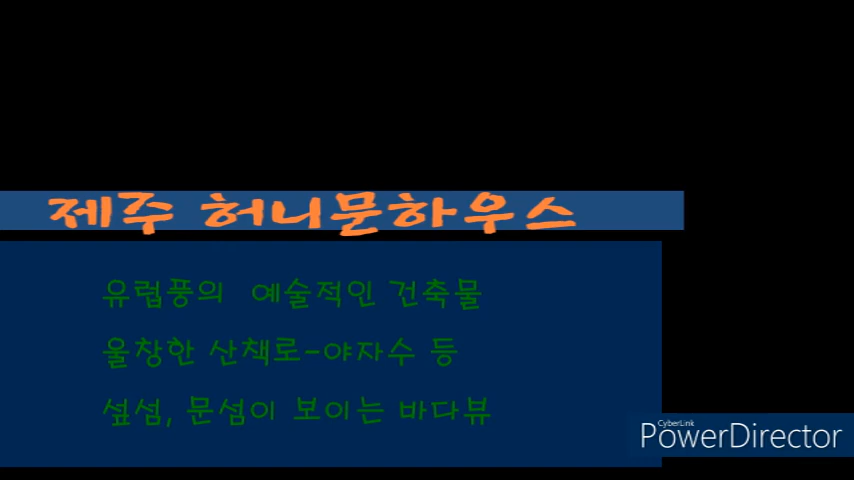 제주 허니문하우스
유럽풍의 예술적인 건축물
울창한 산책로-야자수 등
섶섬, 문섬이 보이는 바다뷰
CyberLink
PowerDirector